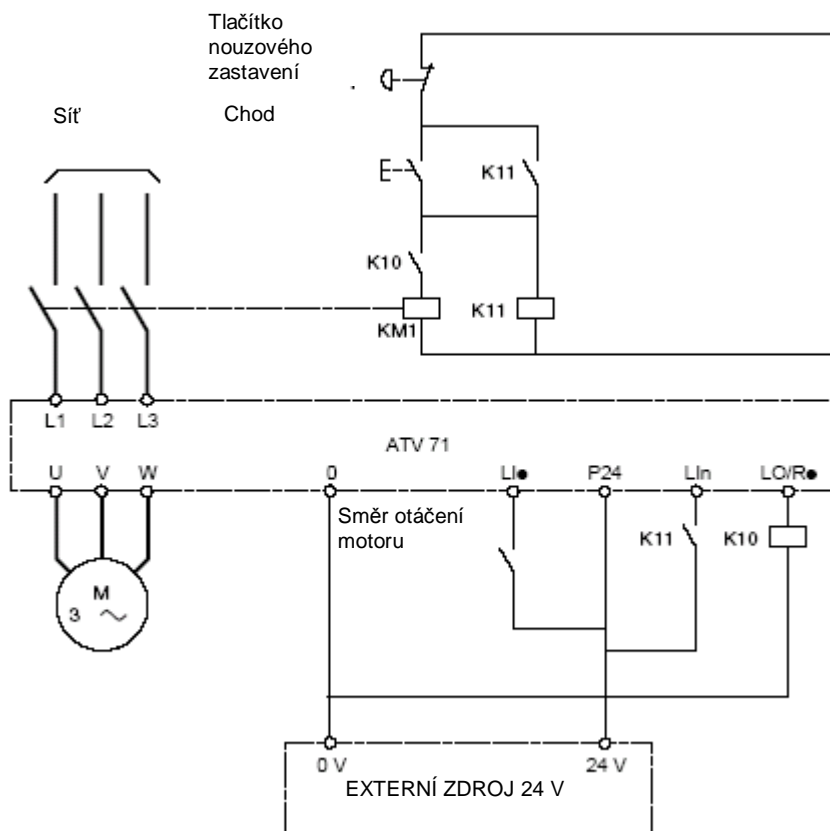 Tlačítko
nouzového
zastavení
Síť
Chod
K11
K10
KM1
K11
L1 L2 L3
ATV 71
U V W 0 LI● P24 LIn LO/R●
Směr otáčení
motoru
K11 K10
M
3
0 V 24 V
EXTERNÍ ZDROJ 24 V